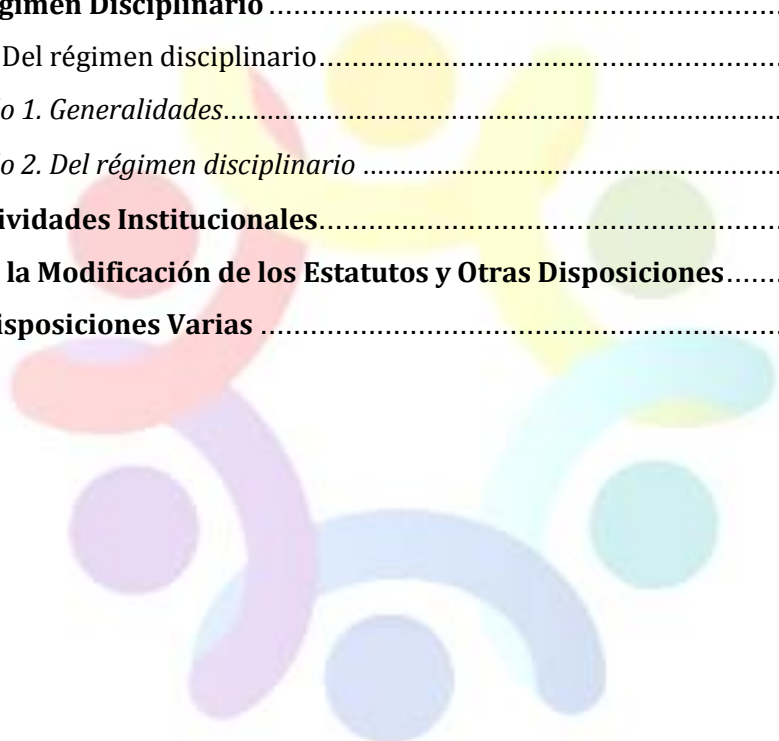 gimen Disciplinario ........................................................................
Del régimen disciplinario........................................................................
o 1. Generalidades........................................................................
o 2. Del régimen disciplinario ........................................................................
ividades Institucionales........................................................................
la Modificación de los Estatutos y Otras Disposiciones......
isposiciones Varias ........................................................................